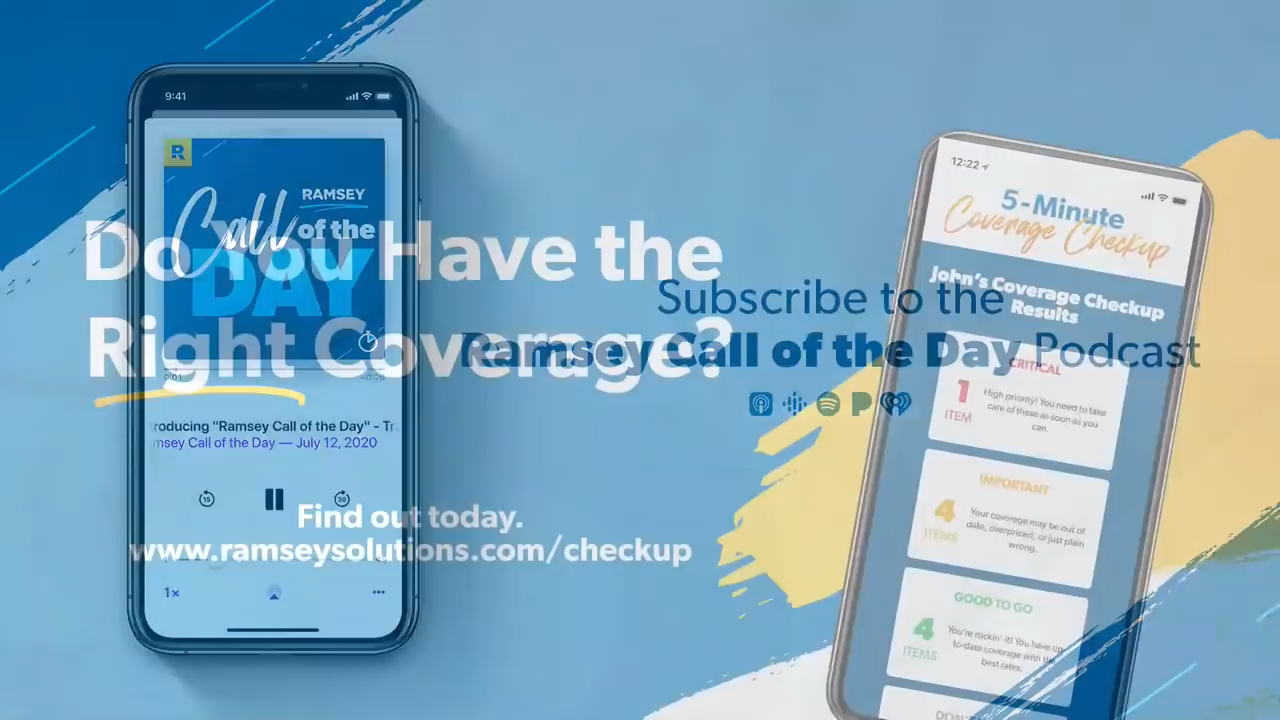 9:41
R
Call
RAMSEY
of the
DAY
Do You Have the
Right Coverage?
0:01
Introducing "Ramsey Call of the Day" - Tr
msey Call of the Day — July 12, 2020
15
30
1×
Find out today.
www.ramseysolutions.com/checkup
Subscribe to the
Ramsey Call of the Day Podcast
12:22
5-Minute
Coverage Checkup
John's Coverage Checkup
Results
CRITICAL
1
ITEM
High priority! You need to take
care of these as soon as you
can.
IMPORTANT
4
ITEMS
Your coverage may be out of
date, overpriced, or just plain
wrong.
GOOD TO GO
4
ITEMS
You're rockin' it! You have up-
to-date coverage with the
best rates.